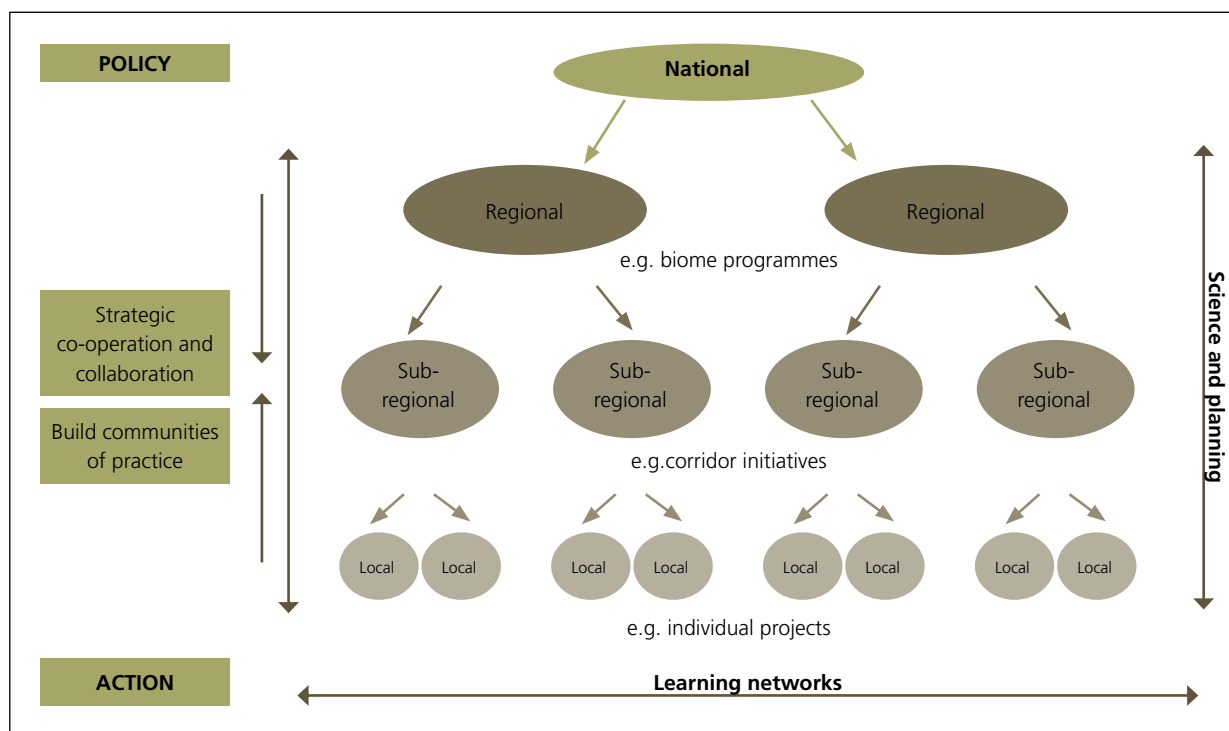 POLICY
National
Regional
Regional
e.g. biome programmes
Strategic
co-operation and
collaboration
Sub-
regional
Sub-
regional
Sub-
regional
Sub-
regional
Build communities
of practice
e.g.corridor initiatives
Local
Local
Local
Local
Local
Local
Local
Local
e.g. individual projects
Science and planning
ACTION
Learning networks